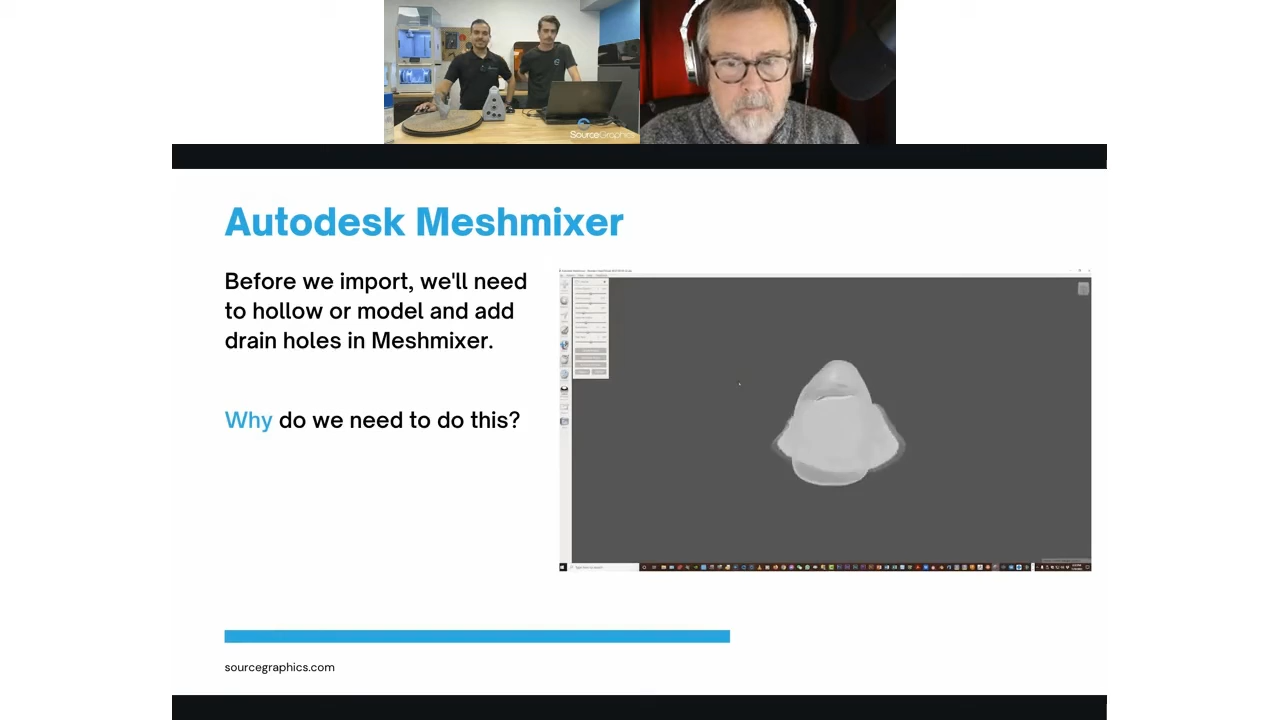 SourceGraphics
Autodesk Meshmixer
Before we import, we'll need
to hollow or model and add
drain holes in Meshmixer.
Why do we need to do this?
sourcegraphics.com